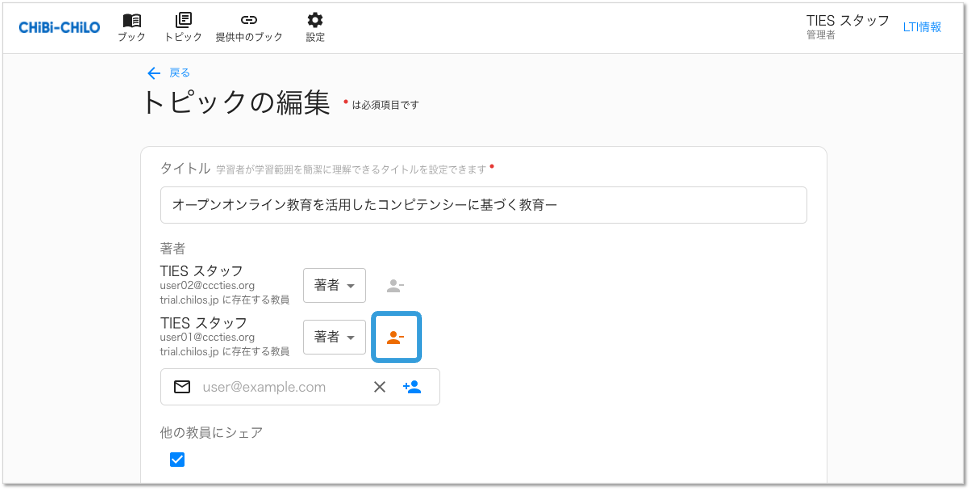 CHiBi-CHiLO
ブック
トピック
提供中のブック
設定
TIES スタッフ
管理者
LTI情報
戻る
トピックの編集 * は必須項目です
タイトル 学習者が学習範囲を簡潔に理解できるタイトルを設定できます *
オープンオンライン教育を活用したコンピテンシーに基づく教育ー
著者
TIES スタッフ
user02@cccties.org
trial.chilos.jp に存在する教員
著者
TIES スタッフ
user01@cccties.org
trial.chilos.jp に存在する教員
著者
user@example.com
他の教員にシェア